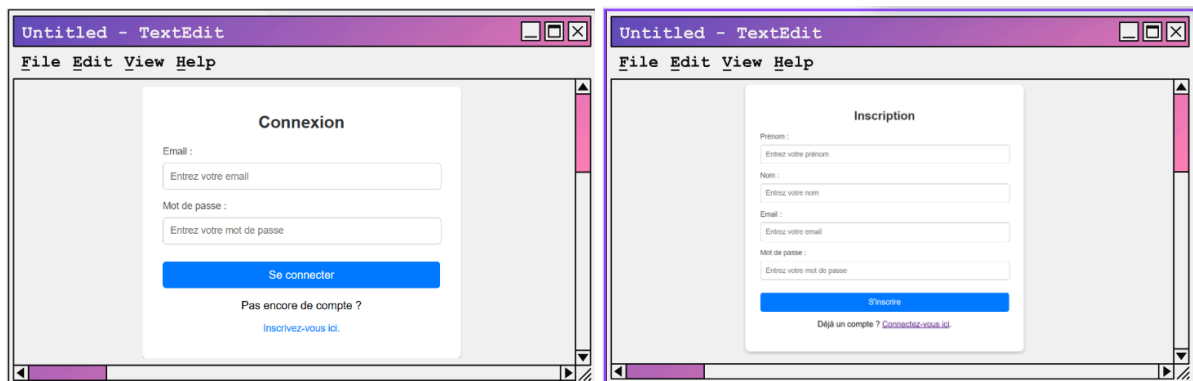 Untitled - TextEdit
File Edit View Help
Connexion
Email :
Entrez votre email
Mot de passe :
Entrez votre mot de passe
Se connecter
Pas encore de compte ?
Inscrivez-vous ici.
Untitled - TextEdit
File Edit View Help
Inscription
Prénom :
Entrez votre prénom
Nom :
Entrez votre nom
Email :
Entrez votre email
Mot de passe :
Entrez votre mot de passe
S'inscrire
Déjà un compte ? Connectez-vous ici.